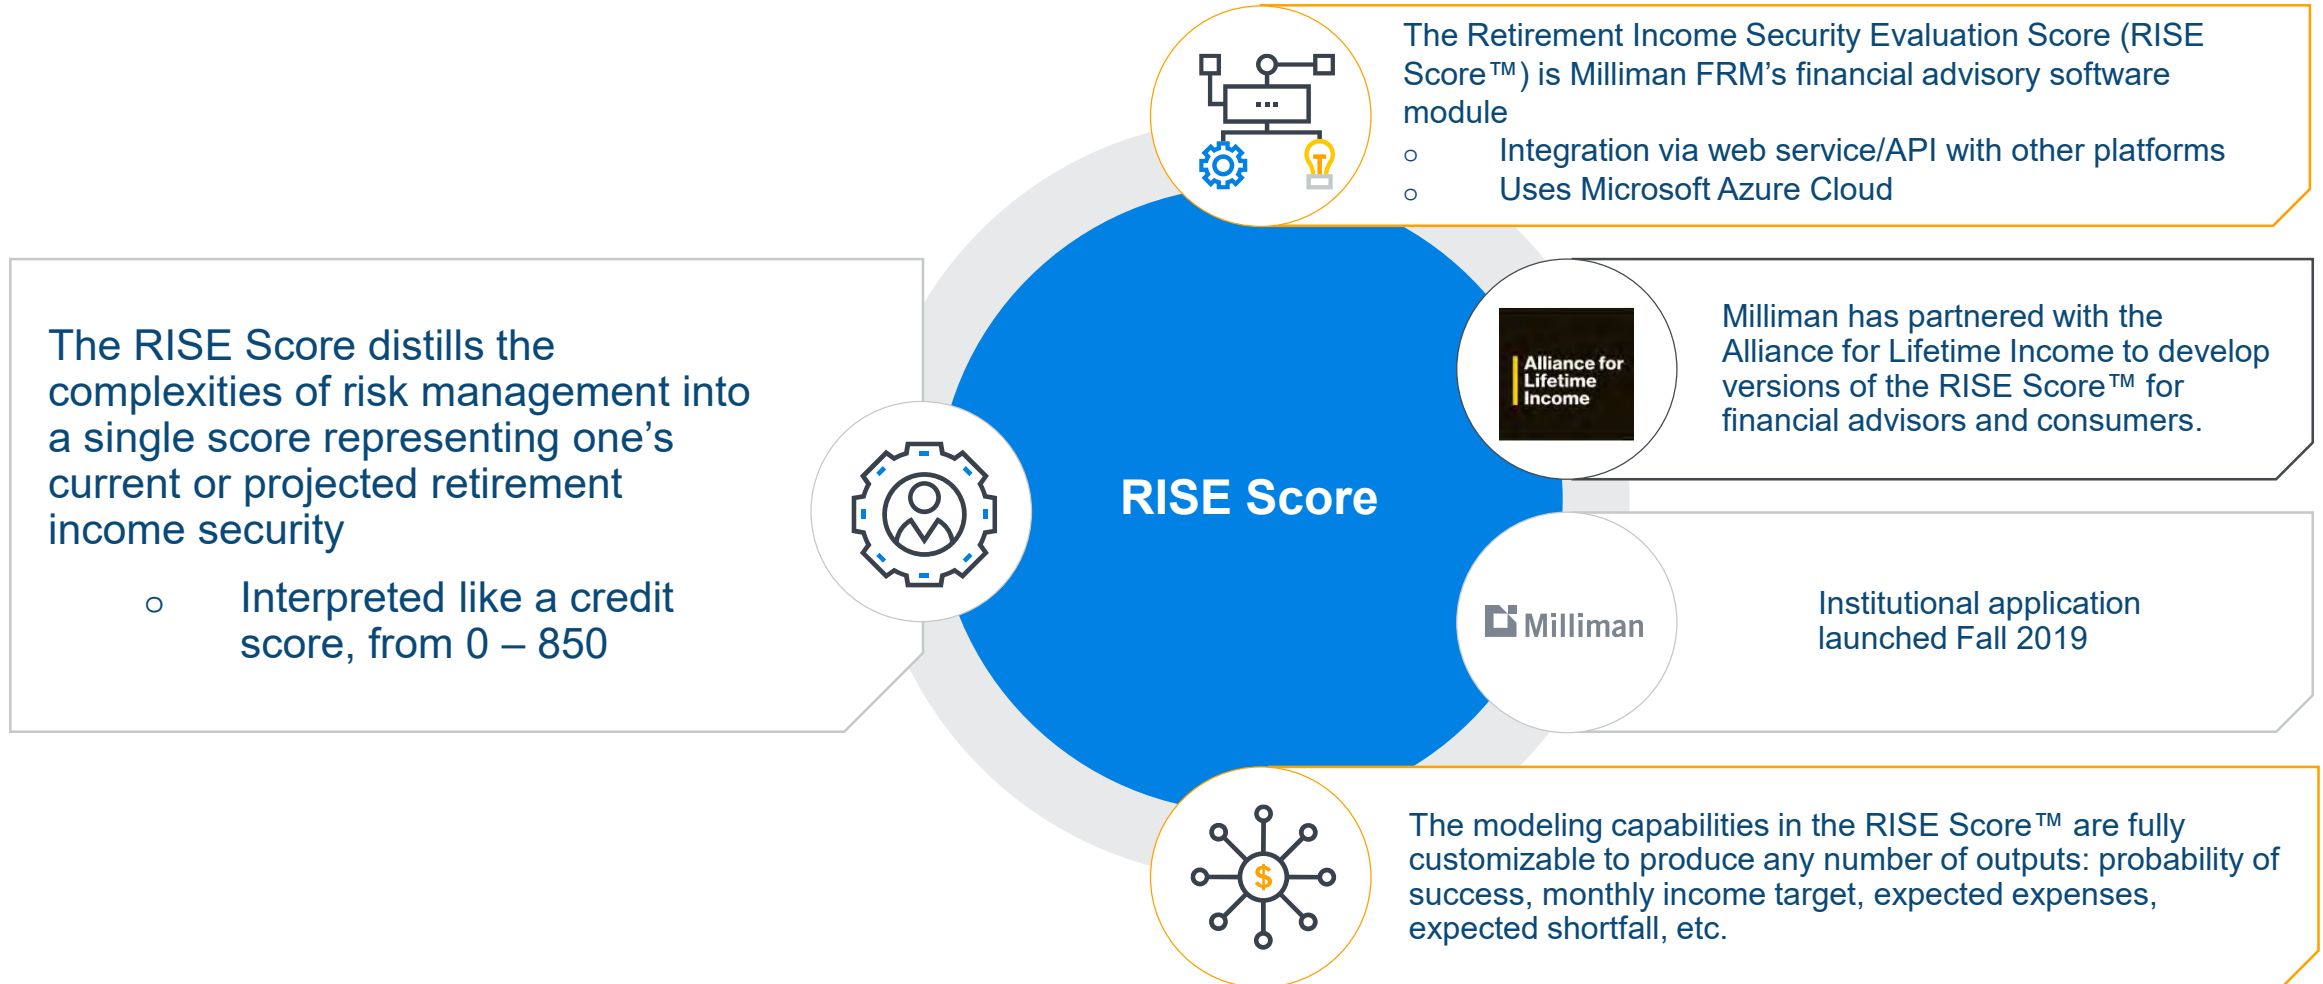 The Retirement Income Security Evaluation Score (RISE
Score™) is Milliman FRM’s financial advisory software
module
o Integration via web service/API with other platforms
o Uses Microsoft Azure Cloud
The RISE Score distills the
complexities of risk management into
a single score representing one’s
current or projected retirement
income security
o Interpreted like a credit
score, from 0 – 850
RISE Score
Alliance for
Lifetime
Income
Milliman has partnered with the
Alliance for Lifetime Income to develop
versions of the RISE Score™ for
financial advisors and consumers.
Milliman
Institutional application
launched Fall 2019
$
The modeling capabilities in the RISE Score™ are fully
customizable to produce any number of outputs: probability of
success, monthly income target, expected expenses,
expected shortfall, etc.